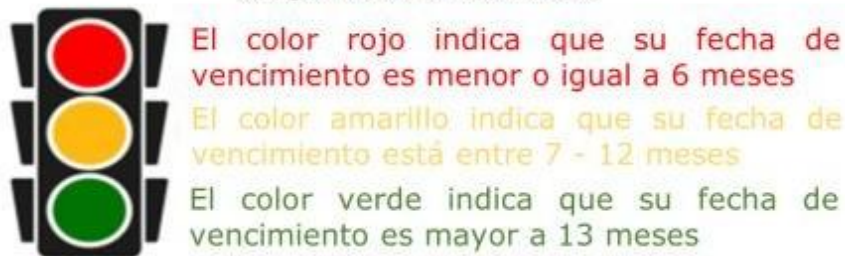 El color rojo indica que su fecha de
vencimiento es menor o igual a 6 meses
El color amarillo indica que su fecha de
vencimiento está entre 7 - 12 meses
El color verde indica que su fecha de
vencimiento es mayor a 13 meses